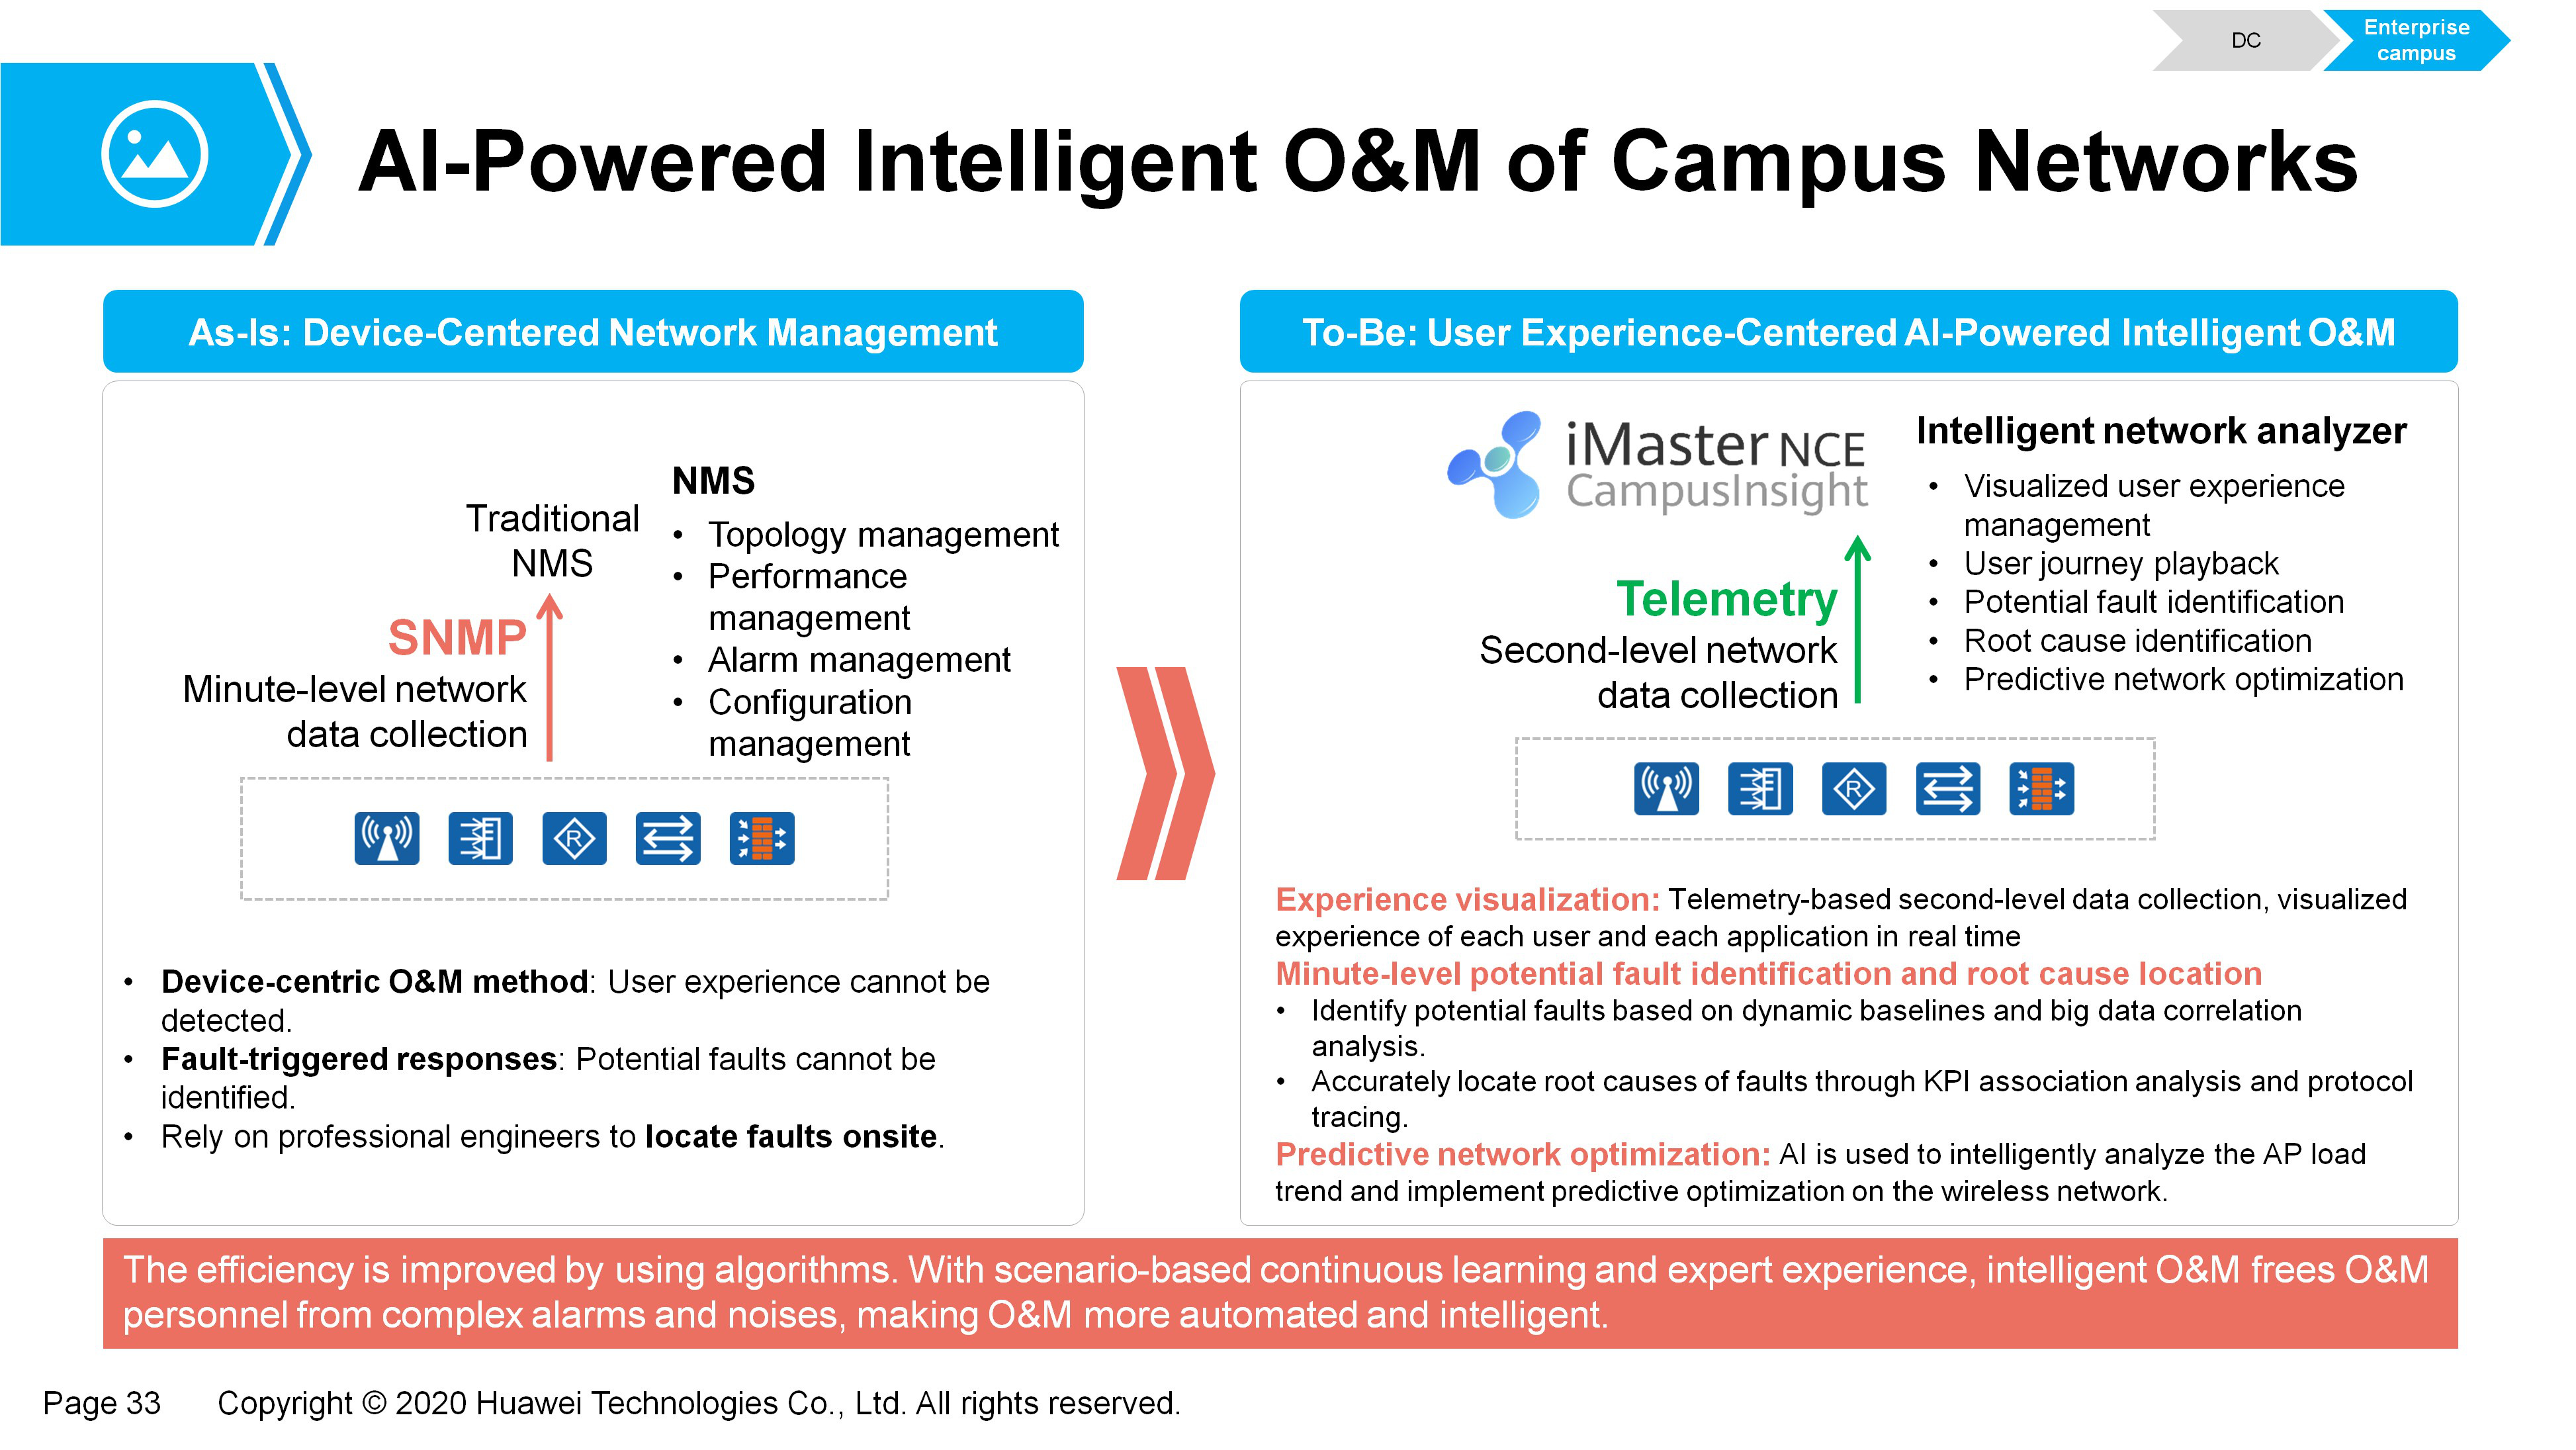 DC
Enterprise
campus
AI-Powered Intelligent O&M of Campus Networks
As-Is: Device-Centered Network Management
Traditional
NMS
SNMP
Minute-level network
data collection
NMS
• Topology management
• Performance
management
• Alarm management
• Configuration
management
R
• Device-centric O&M method: User experience cannot be
detected.
• Fault-triggered responses: Potential faults cannot be
identified.
• Rely on professional engineers to locate faults onsite.
To-Be: User Experience-Centered AI-Powered Intelligent O&M
iMaster NCE
CampusInsight
Telemetry
Second-level network
data collection
Intelligent network analyzer
• Visualized user experience
management
• User journey playback
• Potential fault identification
• Root cause identification
• Predictive network optimization
R
Experience visualization: Telemetry-based second-level data collection, visualized
experience of each user and each application in real time
Minute-level potential fault identification and root cause location
• Identify potential faults based on dynamic baselines and big data correlation
analysis.
• Accurately locate root causes of faults through KPI association analysis and protocol
tracing.
Predictive network optimization: AI is used to intelligently analyze the AP load
trend and implement predictive optimization on the wireless network.
The efficiency is improved by using algorithms. With scenario-based continuous learning and expert experience, intelligent O&M frees O&M
personnel from complex alarms and noises, making O&M more automated and intelligent.
Page 33 Copyright © 2020 Huawei Technologies Co., Ltd. All rights reserved.